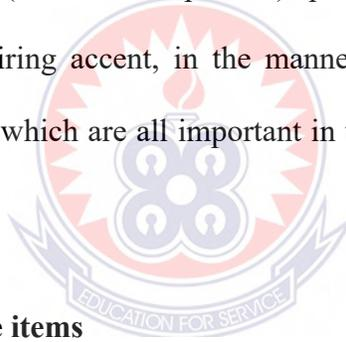 iring accent, in the manne
which are all important in
EDUCATION FOR SERVICE
e items